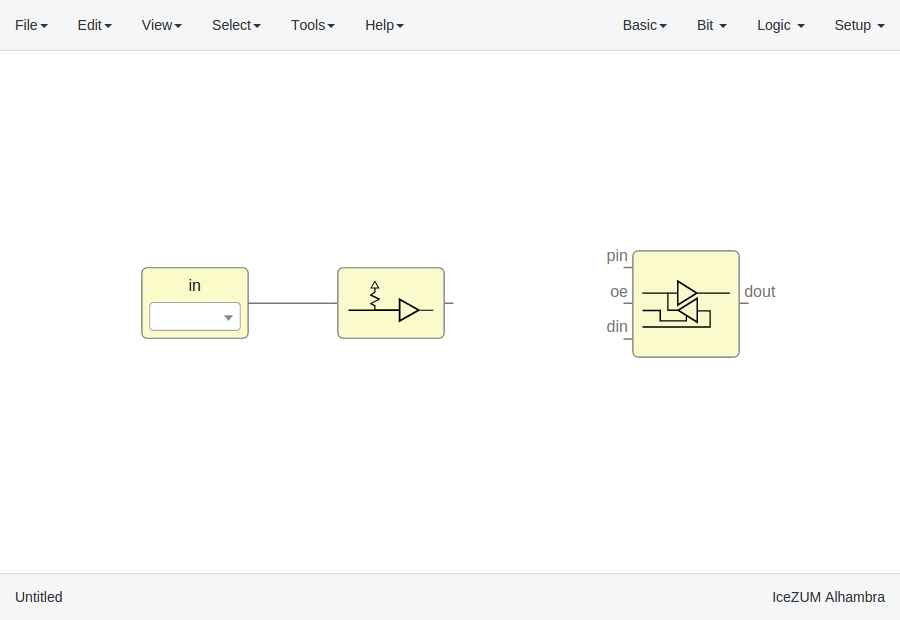 File Edit View Select Tools Help Basic Bit Logic Setup
in
pin
oe
din
dout
Untitled IceZUM Alhambra